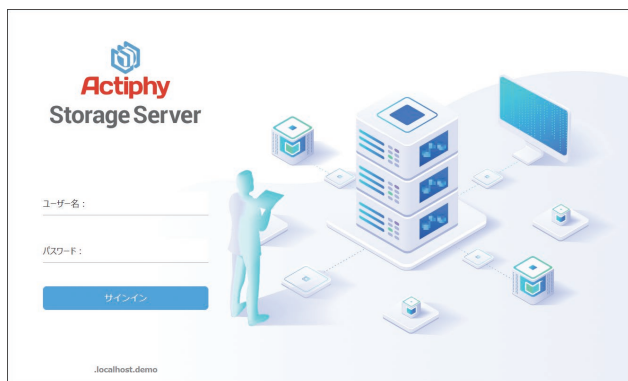 Actiphy
Storage Server
ユーザー名：
パスワード：
サインイン
.localhost.demo